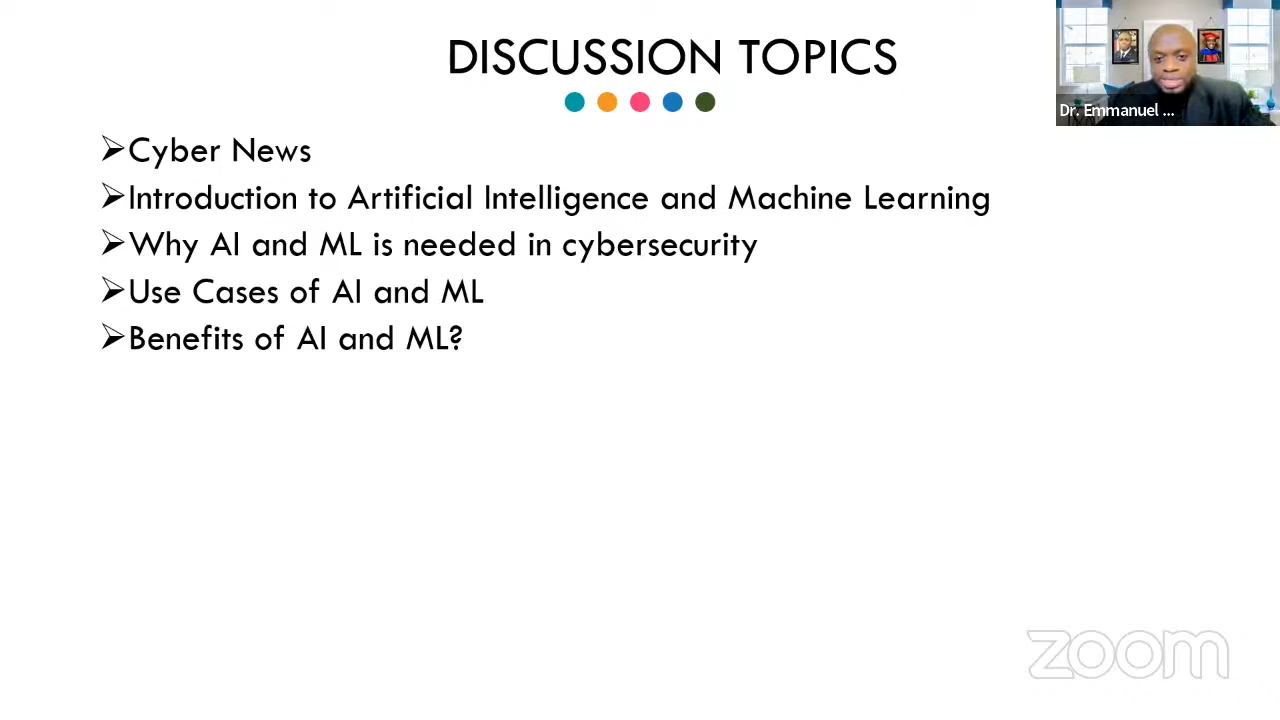 DISCUSSION TOPICS
Dr. Emmanuel ...
➢Cyber News
➢Introduction to Artificial Intelligence and Machine Learning
➢Why AI and ML is needed in cybersecurity
➢Use Cases of AI and ML
➢Benefits of AI and ML?
zoom